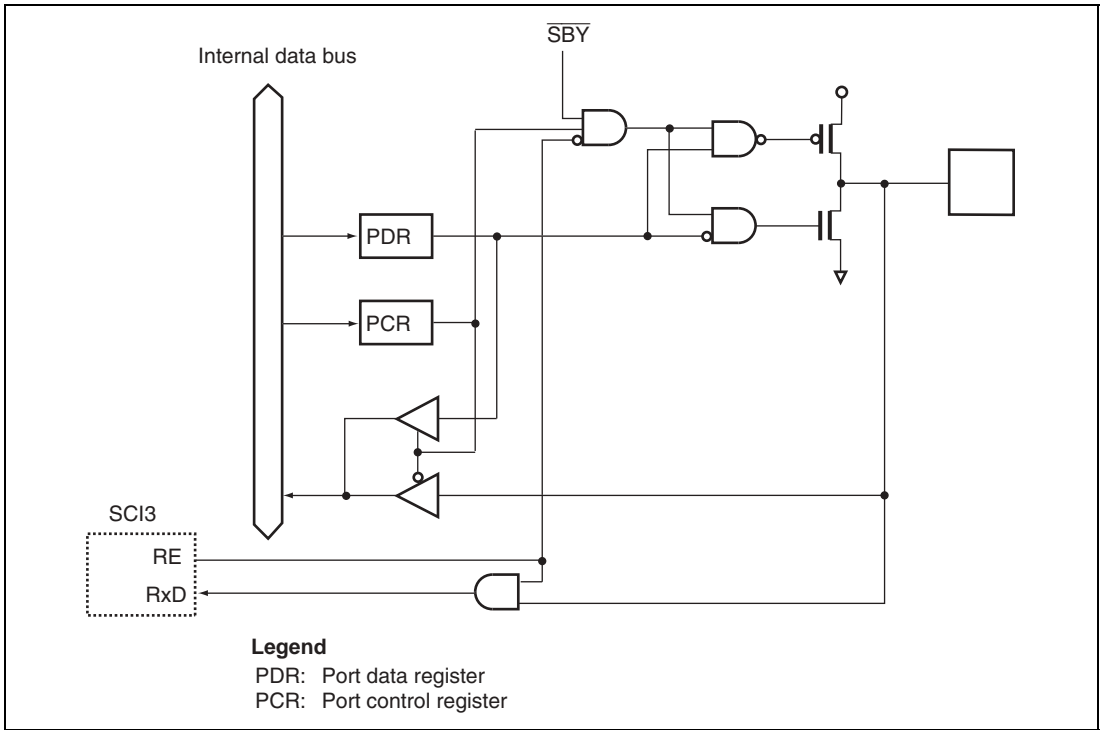 SBY
Internal data bus
PDR
PCR
SCI3
RE
RxD
Legend
PDR: Port data register
PCR: Port control register